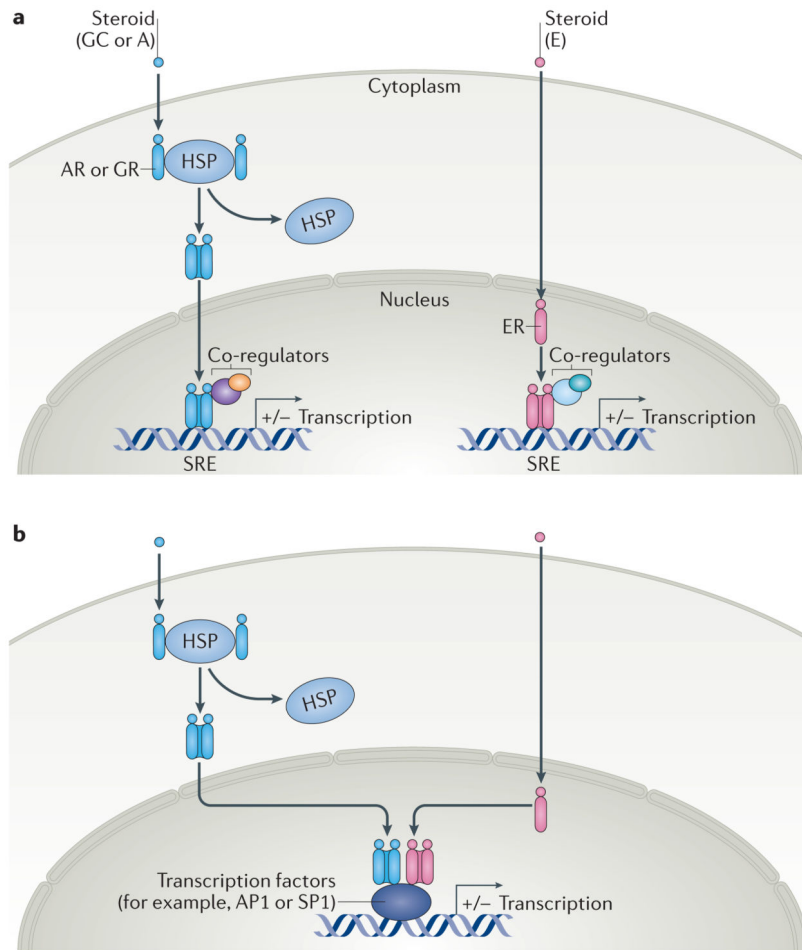 a
Steroid
(GC or A)
Steroid
(E)
Cytoplasm
HSP
AR or GR
HSP
Nucleus
ER
Co-regulators
Co-regulators
+/– Transcription
+/– Transcription
SRE
SRE
b
HSP
HSP
Transcription factors
(for example, AP1 or SP1)
+/– Transcription